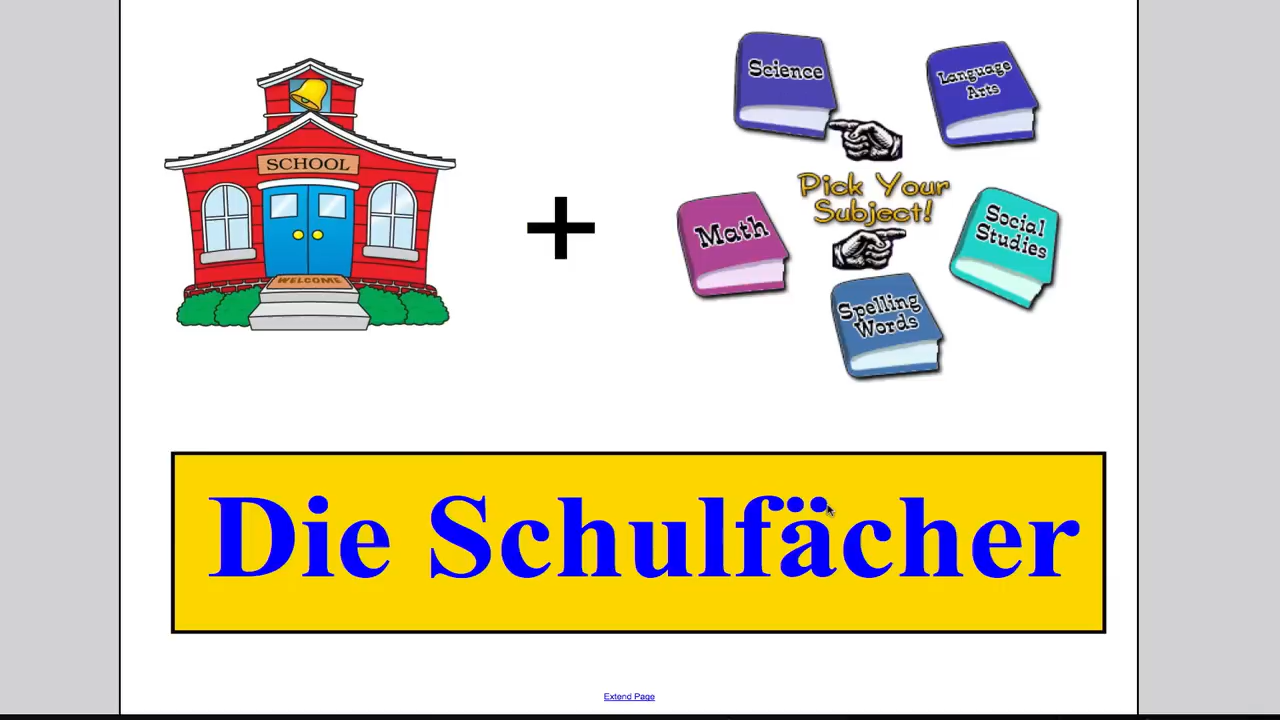 SCHOOL
WELCOME
+
Science
Language
Arts
Pick Your
Subject!
Math
Social
Studies
Spelling
Words
Die Schulfächer
Extend Page